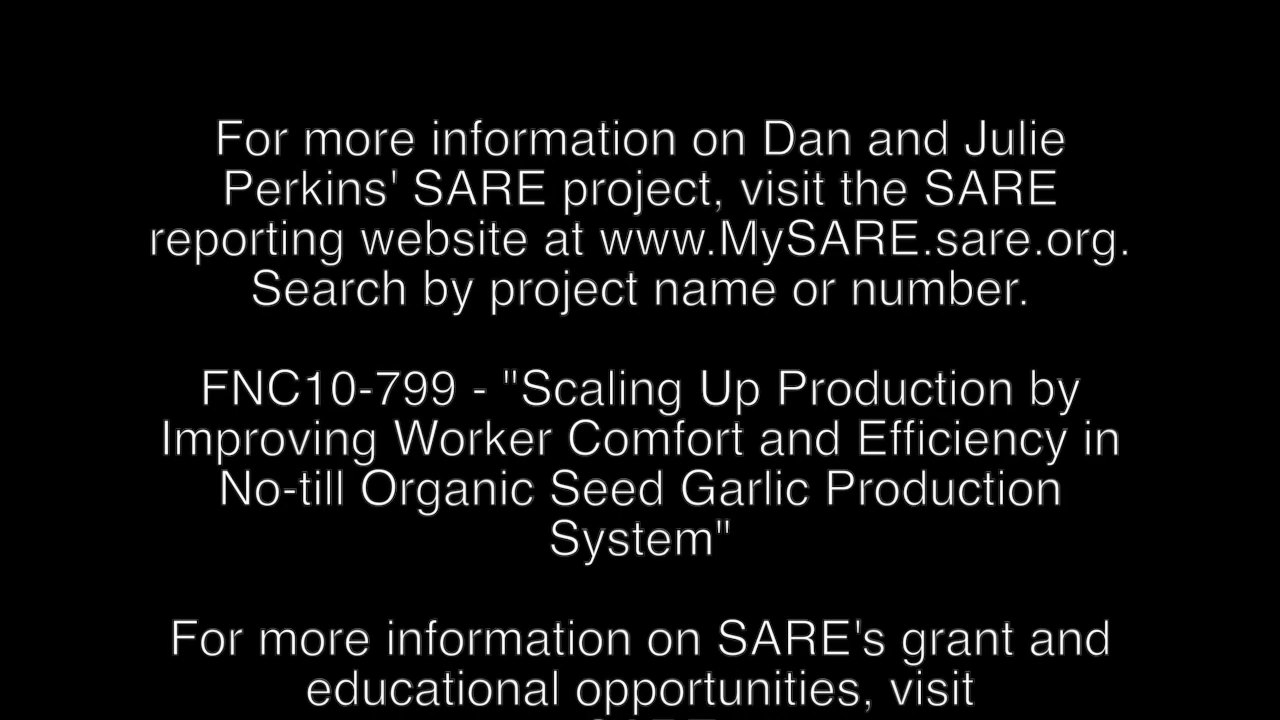 For more information on Dan and Julie
Perkins' SARE project, visit the SARE
reporting website at www.MySARE.sare.org.
Search by project name or number.
FNC10-799 - "Scaling Up Production by
Improving Worker Comfort and Efficiency in
No-till Organic Seed Garlic Production
System"
For more information on SARE's grant and
educational opportunities, visit